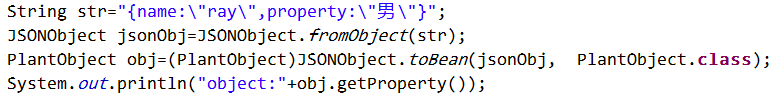 String str="{name:\"ray\",property:\"男\"}";
JSONObject jsonObj=JSONObject.fromObject(str);
PlantObject obj=(PlantObject)JSONObject.toBean(jsonObj,  PlantObject.class);
System.out.println("object:"+obj.getProperty());